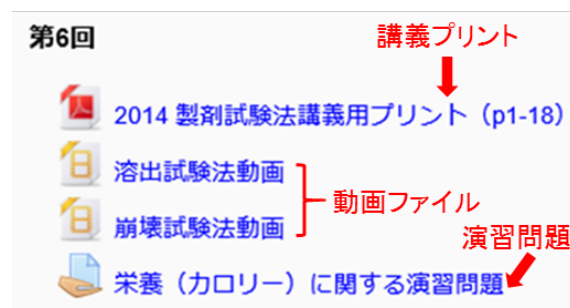 第6回
講義プリント
2014 製剤試験法講義用プリント（p1-18）
溶出試験法動画
動画ファイル
崩壊試験法動画
演習問題
栄養（カロリー）に関する演習問題